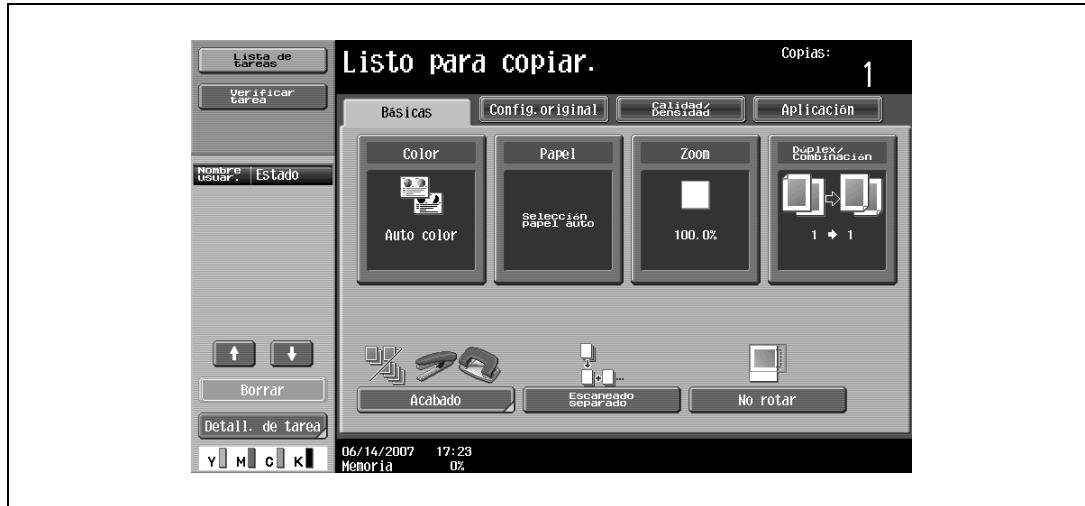 Lista de
tareas
Verificar
tarea
Nombre
usuar.
Estado
Borrar
Detall. de tarea
Y M C K
Listo para copiar.
Copias:
1
Básicas
Config.original
Calidad/
Densidad
Aplicación
Color
Auto color
Papel
Selección
papel auto
Zoom
100.0%
Dúplex/
Combinación
1 ➜ 1
Acabado
Escaneado
separado
No rotar
06/14/2007 17:23
Memoria 0%